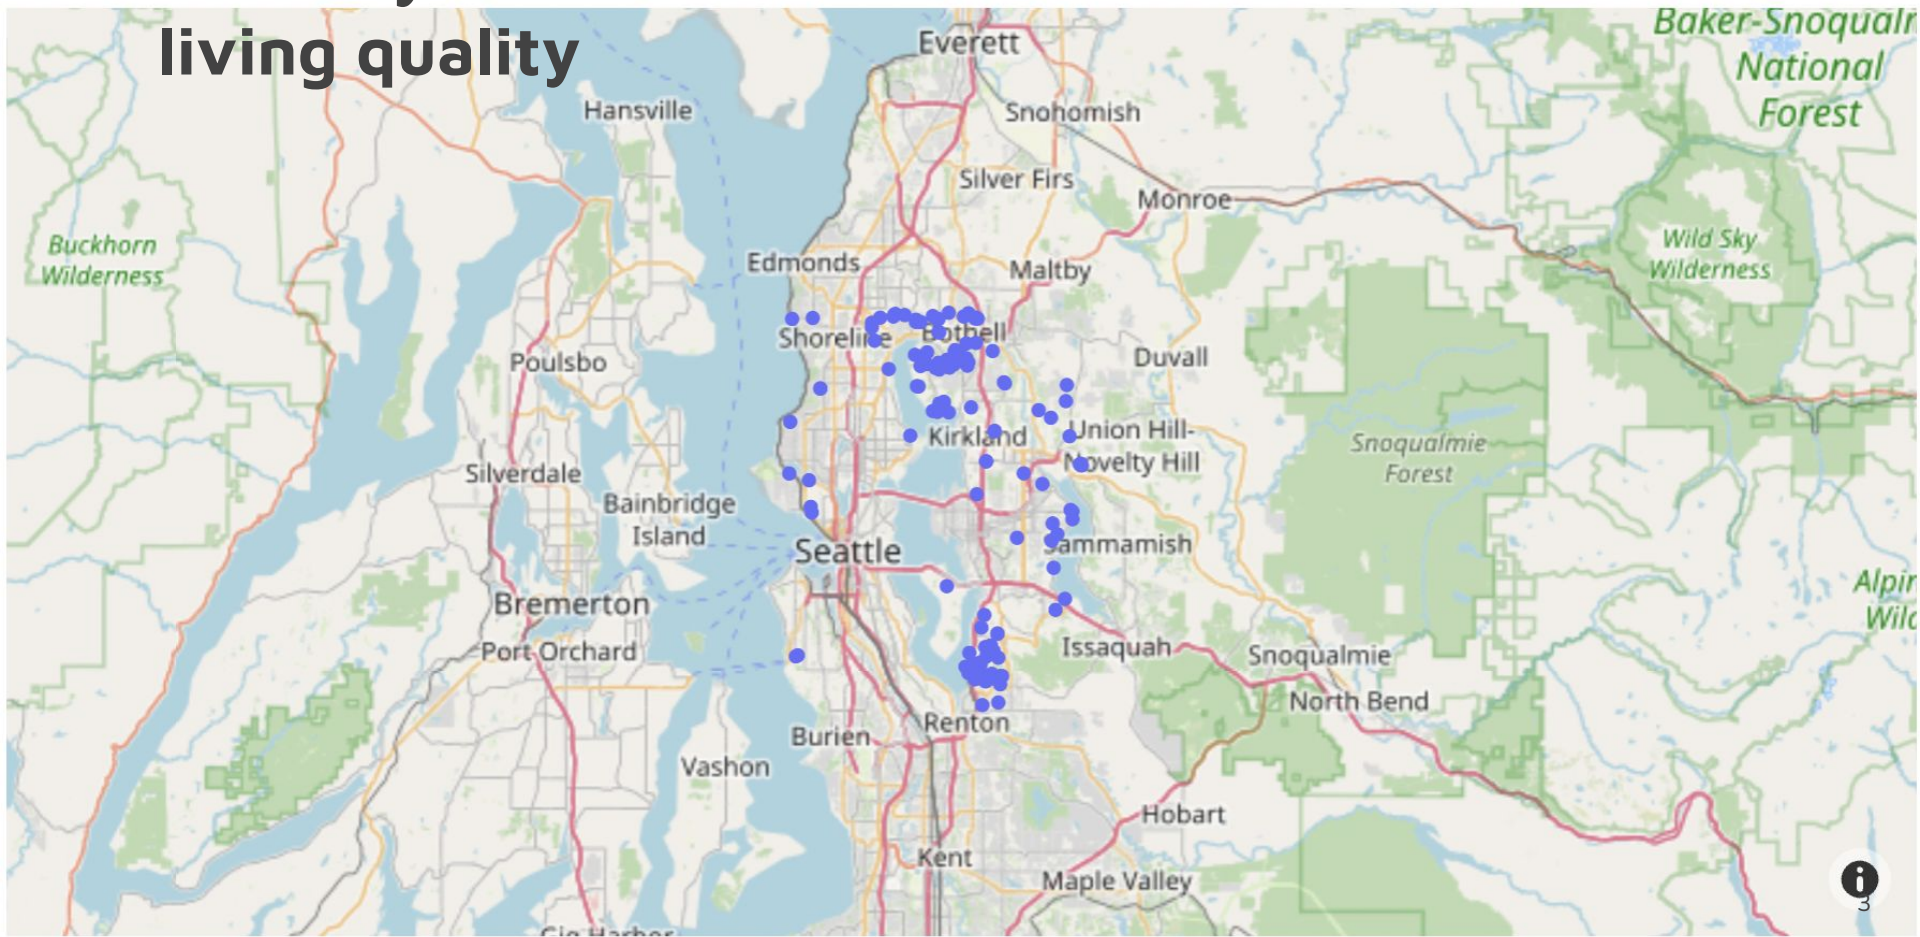 living quality
Everett
Baker-Snoqualm
National
Forest
Hansville
Snohomish
Silver Firs
Monroe
Buckhorn
Wilderness
Wild Sky
Wilderness
Edmonds
Maltby
Shoreline
Bothell
Poulsbo
Duvall
Kirkland
Union Hill-
Novelty Hill
Snoqualmie
Forest
Silverdale
Bainbridge
Island
Seattle
Sammamish
Bremerton
Port Orchard
Issaquah
Snoqualmie
North Bend
Burien
Renton
Vashon
Hobart
Kent
Maple Valley
3